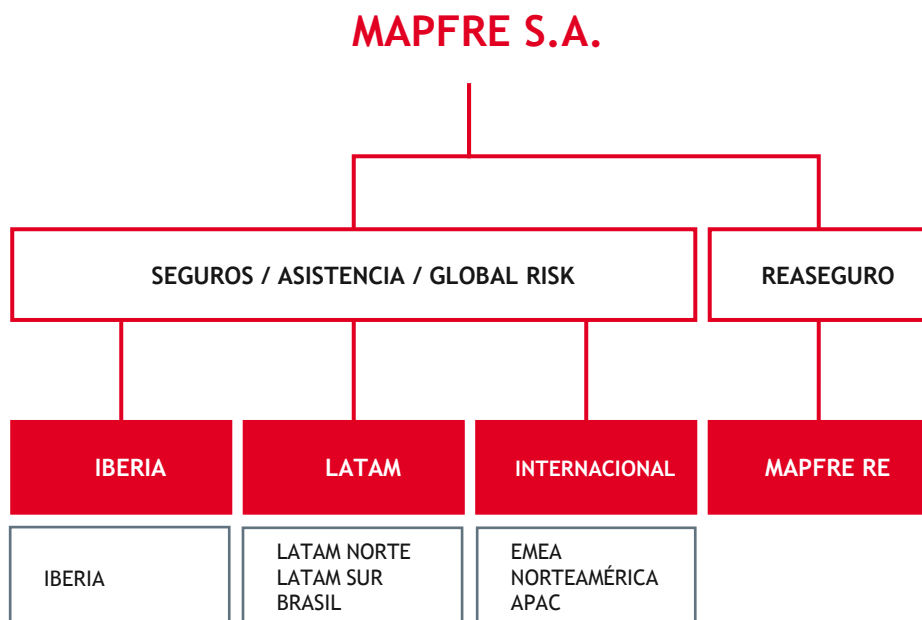 MAPFRE S.A.
SEGUROS / ASISTENCIA / GLOBAL RISK
REASEGURO
IBERIA
LATAM
INTERNACIONAL
MAPFRE RE
IBERIA
LATAM NORTE
LATAM SUR
BRASIL
EMEA
NORTEAMÉRICA
APAC